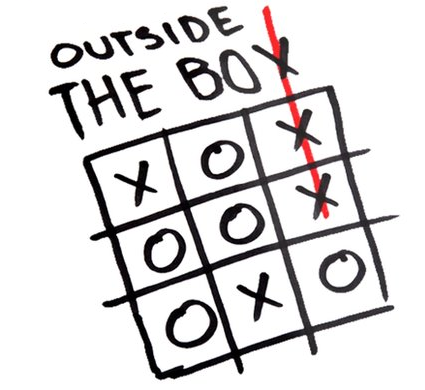 OUTSIDE
THE BOX
X O X
O O X
O X O